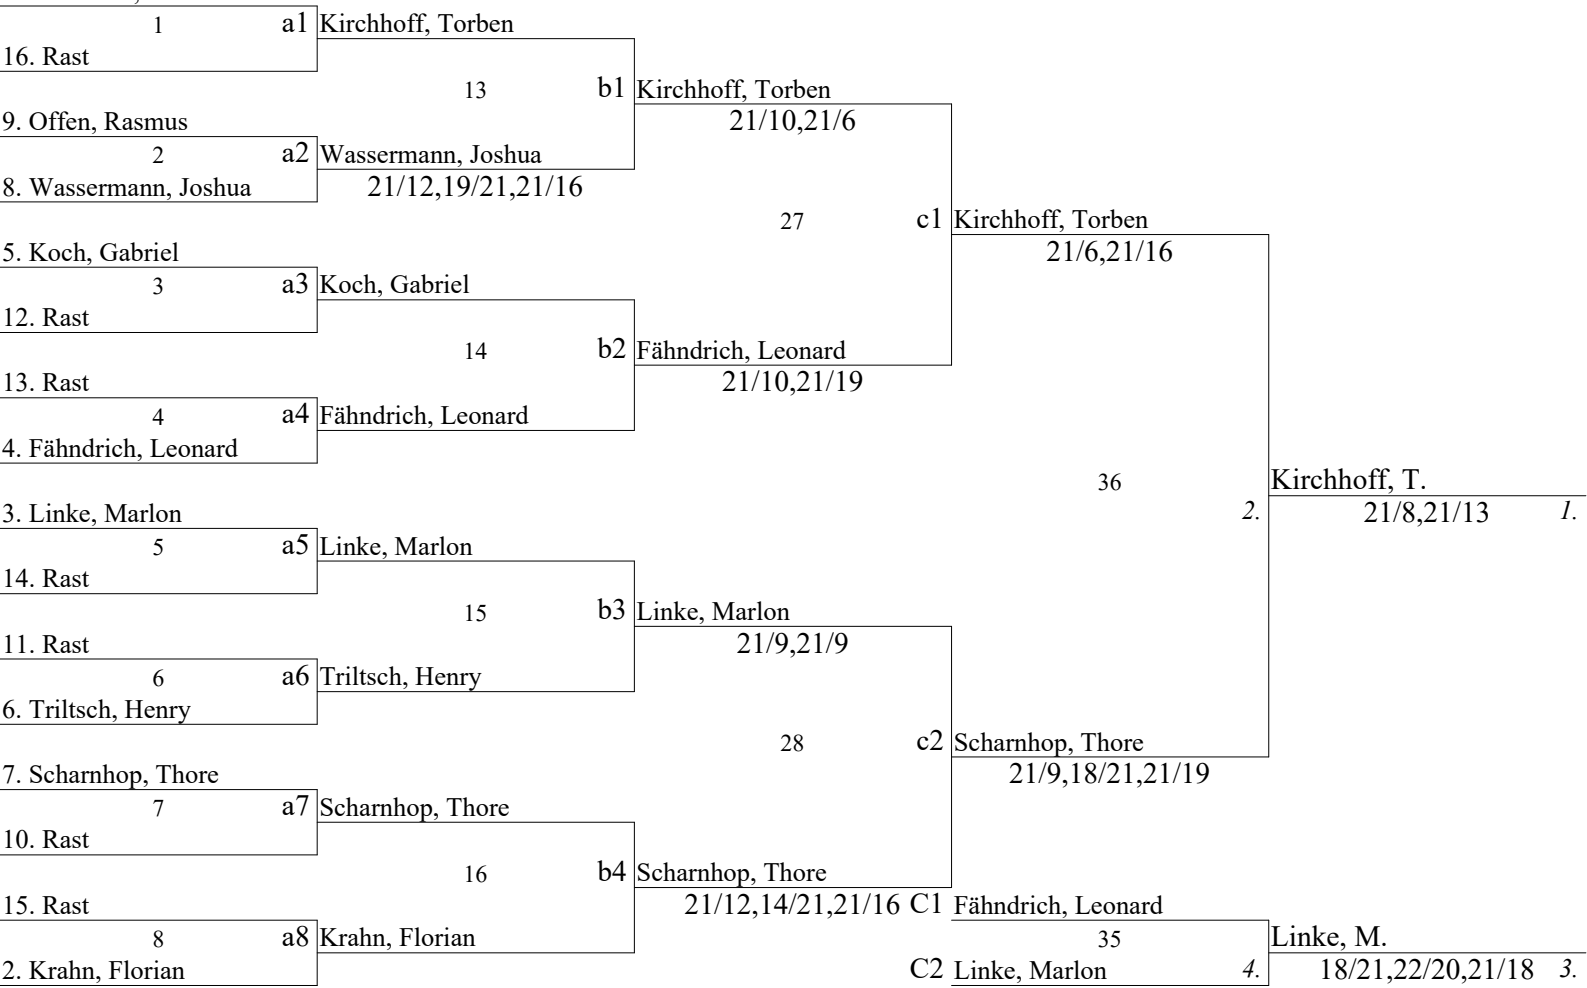 1 a1 Kirchhoff, Torben
16. Rast
13 b1 Kirchhoff, Torben
9. Offen, Rasmus 21/10,21/6
2 a2 Wassermann, Joshua
8. Wassermann, Joshua 21/12,19/21,21/16
27 c1 Kirchhoff, Torben
5. Koch, Gabriel 21/6,21/16
3 a3 Koch, Gabriel
12. Rast
14 b2 Fähndrich, Leonard
13. Rast 21/10,21/19
4 a4 Fähndrich, Leonard
4. Fähndrich, Leonard
36 Kirchhoff, T.
3. Linke, Marlon 2. 21/8,21/13 1.
5 a5 Linke, Marlon
14. Rast
15 b3 Linke, Marlon
11. Rast 21/9,21/9
6 a6 Triltsch, Henry
6. Triltsch, Henry
28 c2 Scharnhop, Thore
7. Scharnhop, Thore 21/9,18/21,21/19
7 a7 Scharnhop, Thore
10. Rast
16 b4 Scharnhop, Thore
15. Rast 21/12,14/21,21/16 C1 Fähndrich, Leonard
8 a8 Krahn, Florian 35 Linke, M.
2. Krahn, Florian C2 Linke, Marlon 4. 18/21,22/20,21/18 3.